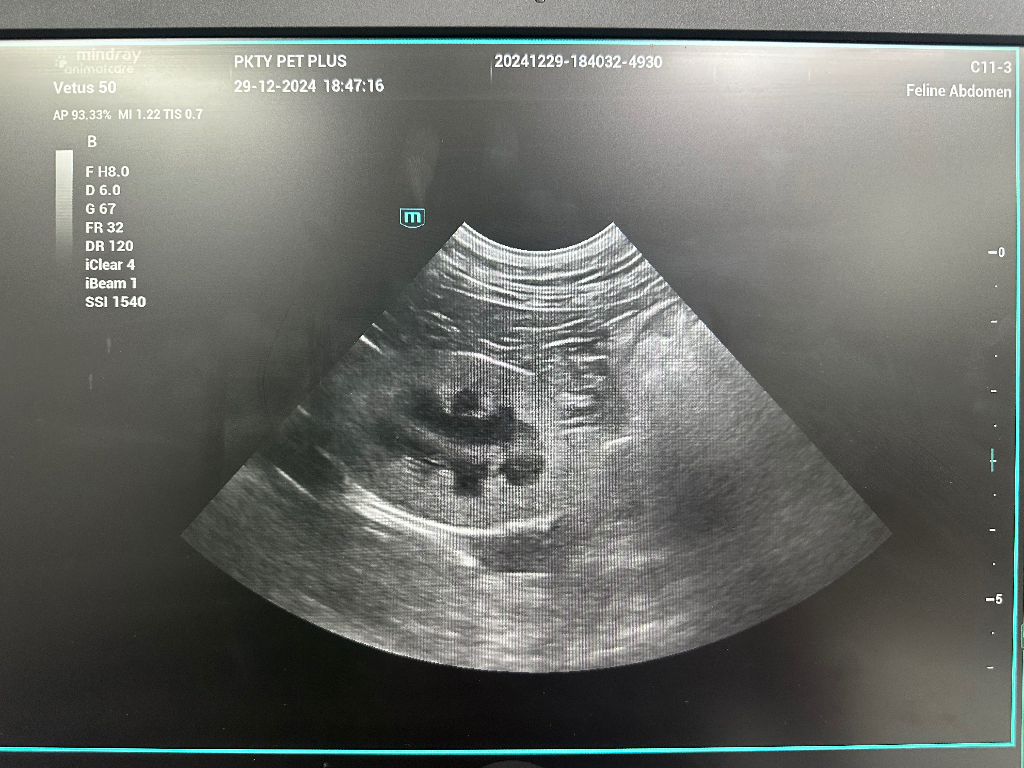 mindray
animalcare
Vetus 50
PKTY PET PLUS
29-12-2024 18:47:16
20241229-184032-4930
C11-3
Feline Abdomen
AP 93.33% MI 1.22 TIS 0.7
B
F H8.0
D 6.0
G 67
FR 32
DR 120
iClear 4
iBeam 1
SSI 1540
m
0
5